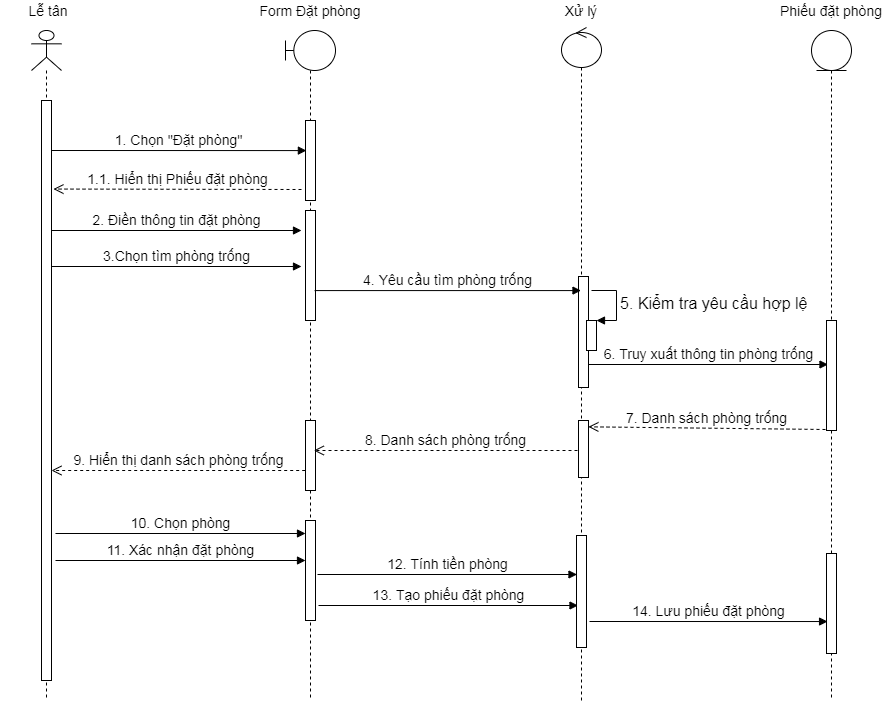 Lễ tân
Form Đặt phòng
Xử lý
Phiếu đặt phòng
1. Chọn "Đặt phòng"
1.1. Hiển thị Phiếu đặt phòng
2. Điền thông tin đặt phòng
3.Chọn tìm phòng trống
4. Yêu cầu tìm phòng trống
5. Kiểm tra yêu cầu hợp lệ
6. Truy xuất thông tin phòng trống
7. Danh sách phòng trống
8. Danh sách phòng trống
9. Hiển thị danh sách phòng trống
10. Chọn phòng
11. Xác nhận đặt phòng
12. Tính tiền phòng
13. Tạo phiếu đặt phòng
14. Lưu phiếu đặt phòng